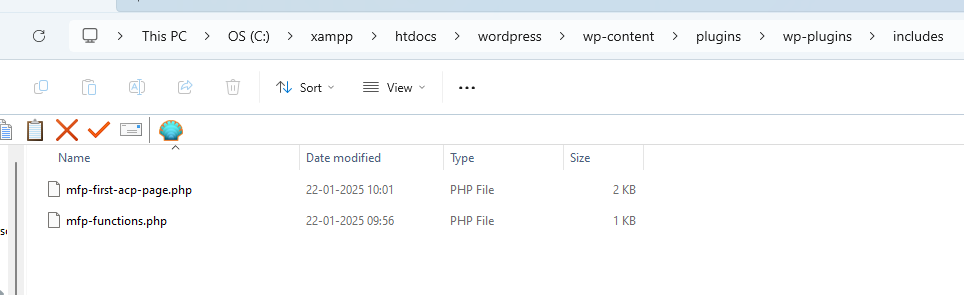 This PC > OS (C:) > xampp > htdocs > wordpress > wp-content > plugins > wp-plugins > includes
Sort View ...
Name Date modified Type Size
mfp-first-acp-page.php 22-01-2025 10:01 PHP File 2 KB
mfp-functions.php 22-01-2025 09:56 PHP File 1 KB